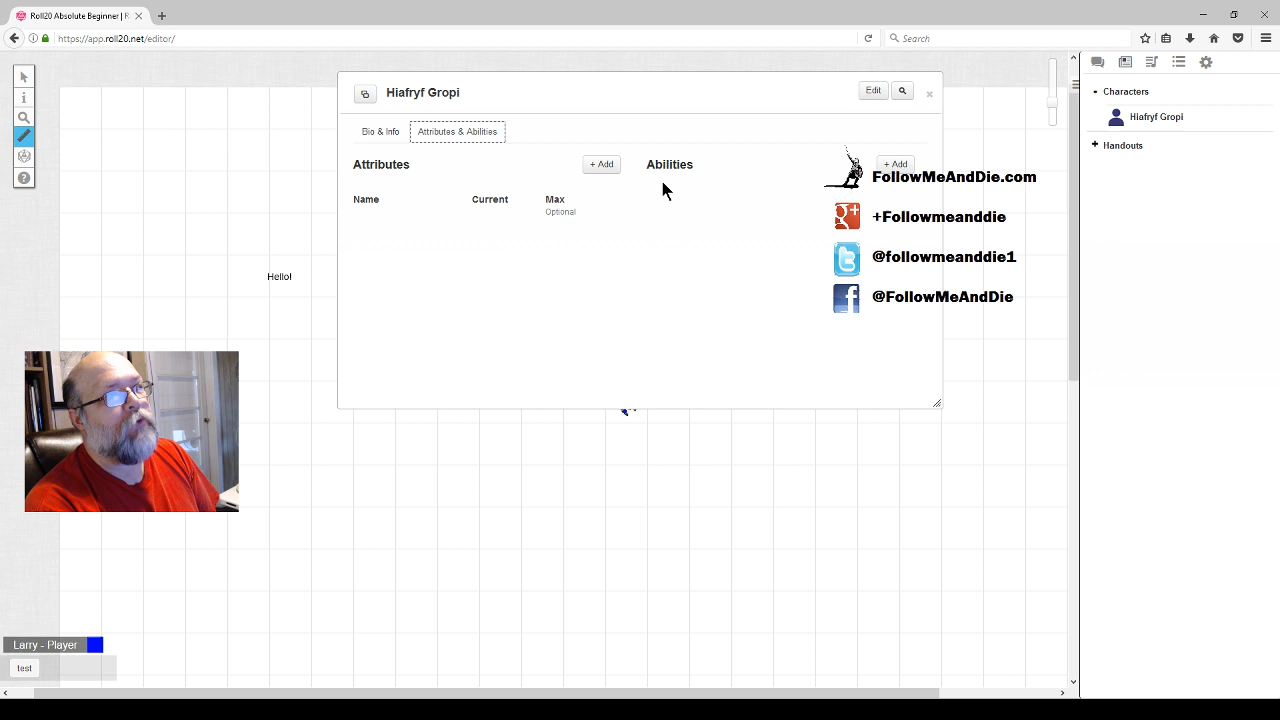 Roll20 Absolute Beginner | R
https://app.roll20.net/editor/
Search
Hiafryf Gropi
Edit
Bio & Info
Attributes & Abilities
Attributes
+ Add
Abilities
+ Add
Name
Current
Max
Optional
Characters
Hiafryf Gropi
Handouts
FollowMeAndDie.com
+Followmeanddie
@followmeanddie1
@FollowMeAndDie
Hello!
Larry - Player
test